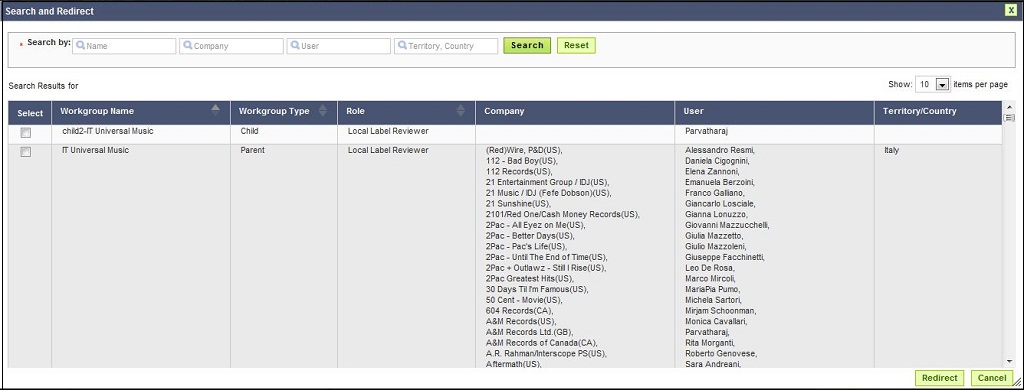 Search and Redirect X
* Search by: Name Company User Territory, Country Search Reset
Search Results for Show: 10 items per page
Select Workgroup Name Workgroup Type Role Company User Territory/Country
child2-IT Universal Music Child Local Label Reviewer Parvatharaj
IT Universal Music Parent Local Label Reviewer (Red)Wire, P&D(US), Alessandro Resmi, Italy
112 - Bad Boy(US), Daniela Cigognini,
112 Records(US), Elena Zannoni,
21 Entertainment Group / IDJ(US), Emanuela Berzoini,
21 Music / IDJ (Fefe Dobson)(US), Franco Galliano,
21 Sunshine(US), Giancarlo Losciale,
2101/Red One/Cash Money Records(US), Gianna Lonuzzo,
2Pac - All Eyez on Me(US), Giovanni Mazzucchelli,
2Pac - Better Days(US), Giulia Mazzetto,
2Pac - Pac's Life(US), Giulio Mazzoleni,
2Pac - Until The End of Time(US), Giuseppe Facchinetti,
2Pac + Outlawz - Still I Rise(US), Leo De Rosa,
2Pac Greatest Hits(US), Marco Mircoli,
30 Days Til I'm Famous(US), MariaPia Pumo,
50 Cent - Movie(US), Michela Sartori,
604 Records(CA), Mirjam Schoonman,
A&M Records(US), Monica Cavallari,
A&M Records Ltd.(GB), Parvatharaj,
A&M Records of Canada(CA), Rita Morganti,
A.R. Rahman/Interscope PS(US), Roberto Genovese,
Aftermath(US), Sara Andreani,
Redirect Cancel